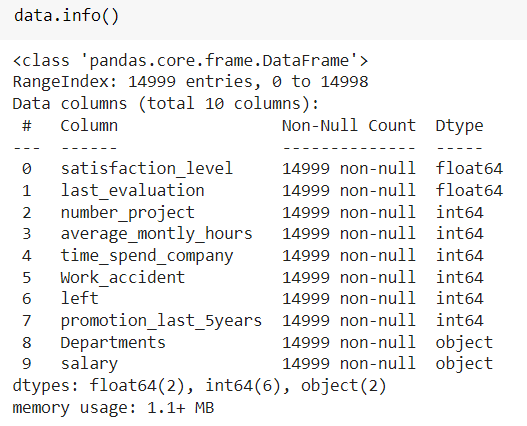 data.info()
<class 'pandas.core.frame.DataFrame'>
RangeIndex: 14999 entries, 0 to 14998
Data columns (total 10 columns):
 #   Column                 Non-Null Count  Dtype
---  ------                 --------------  -----
 0   satisfaction_level     14999 non-null  float64
 1   last_evaluation        14999 non-null  float64
 2   number_project         14999 non-null  int64
 3   average_montly_hours   14999 non-null  int64
 4   time_spend_company     14999 non-null  int64
 5   Work_accident          14999 non-null  int64
 6   left                   14999 non-null  int64
 7   promotion_last_5years  14999 non-null  int64
 8   Departments            14999 non-null  object
 9   salary                 14999 non-null  object
dtypes: float64(2), int64(6), object(2)
memory usage: 1.1+ MB